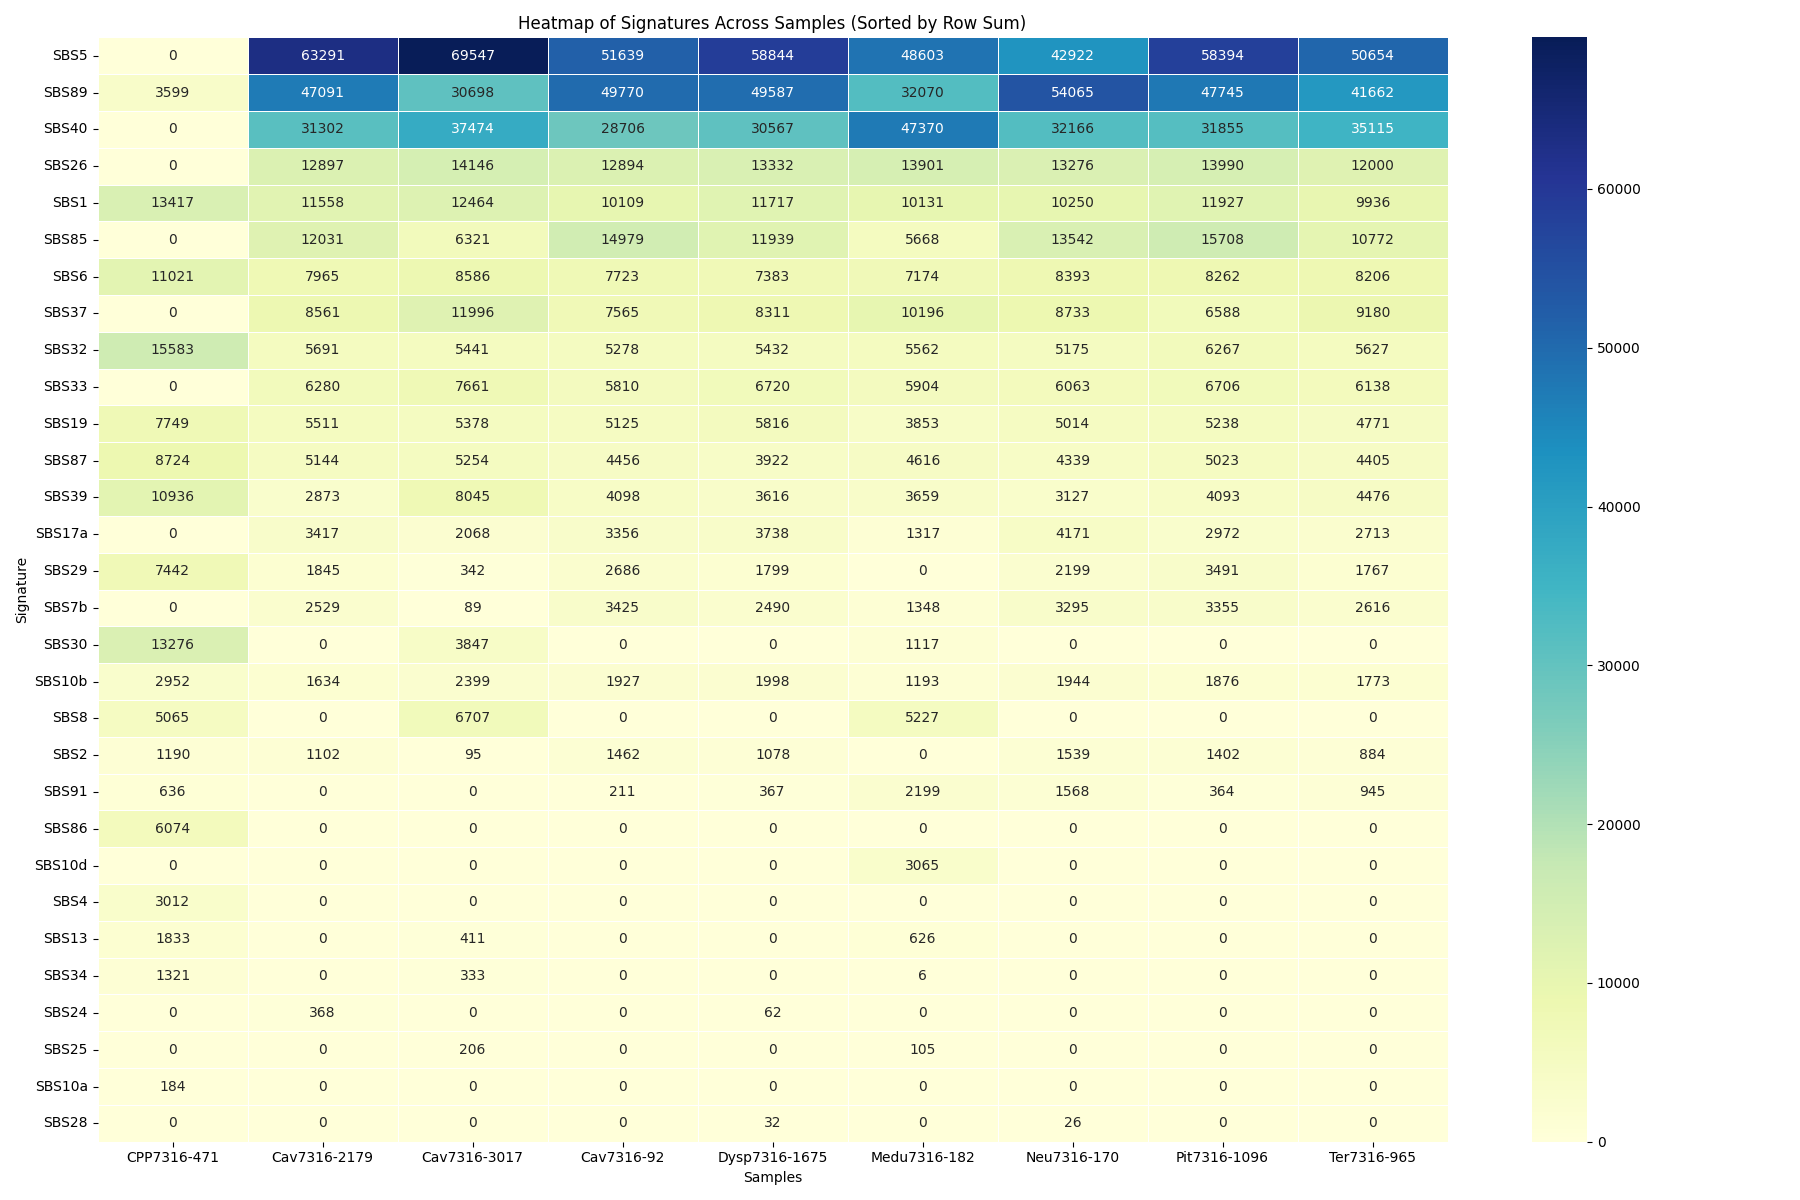 Heatmap of Signatures Across Samples (Sorted by Row Sum)
SBS5 0 63291 69547 51639 58844 48603 42922 58394 50654
SBS89 3599 47091 30698 49770 49587 32070 54065 47745 41662
SBS40 0 31302 37474 28706 30567 47370 32166 31855 35115
SBS26 0 12897 14146 12894 13332 13901 13276 13990 12000
SBS1 13417 11558 12464 10109 11717 10131 10250 11927 9936
SBS85 0 12031 6321 14979 11939 5668 13542 15708 10772
SBS6 11021 7965 8586 7723 7383 7174 8393 8262 8206
SBS37 0 8561 11996 7565 8311 10196 8733 6588 9180
SBS32 15583 5691 5441 5278 5432 5562 5175 6267 5627
SBS33 0 6280 7661 5810 6720 5904 6063 6706 6138
SBS19 7749 5511 5378 5125 5816 3853 5014 5238 4771
SBS87 8724 5144 5254 4456 3922 4616 4339 5023 4405
SBS39 10936 2873 8045 4098 3616 3659 3127 4093 4476
SBS17a 0 3417 2068 3356 3738 1317 4171 2972 2713
SBS29 7442 1845 342 2686 1799 0 2199 3491 1767
SBS7b 0 2529 89 3425 2490 1348 3295 3355 2616
SBS30 13276 0 3847 0 0 1117 0 0 0
SBS10b 2952 1634 2399 1927 1998 1193 1944 1876 1773
SBS8 5065 0 6707 0 0 5227 0 0 0
SBS2 1190 1102 95 1462 1078 0 1539 1402 884
SBS91 636 0 0 211 367 2199 1568 364 945
SBS86 6074 0 0 0 0 0 0 0 0
SBS10d 0 0 0 0 0 3065 0 0 0
SBS4 3012 0 0 0 0 0 0 0 0
SBS13 1833 0 411 0 0 626 0 0 0
SBS34 1321 0 333 0 0 6 0 0 0
SBS24 0 368 0 0 62 0 0 0 0
SBS25 0 0 206 0 0 105 0 0 0
SBS10a 184 0 0 0 0 0 0 0 0
SBS28 0 0 0 0 32 0 26 0 0
CPP7316-471 Cav7316-2179 Cav7316-3017 Cav7316-92 Dysp7316-1675 Medu7316-182 Neu7316-170 Pit7316-1096 Ter7316-965
Samples
Signature
60000
50000
40000
30000
20000
10000
0